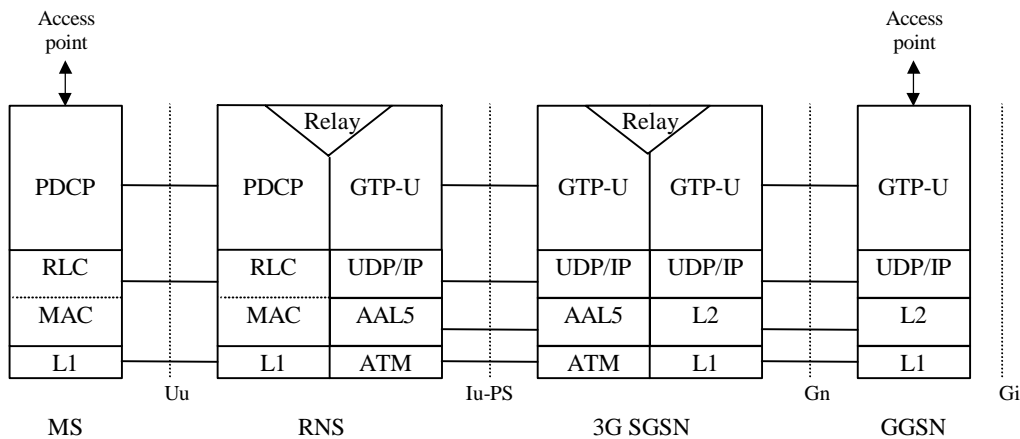 Access
point
Access
point
Relay
Relay
PDCP
PDCP
GTP-U
GTP-U
GTP-U
GTP-U
RLC
RLC
UDP/IP
UDP/IP
UDP/IP
UDP/IP
MAC
MAC
AAL5
AAL5
L2
L2
L1
L1
ATM
ATM
L1
L1
Uu
Iu-PS
Gn
Gi
MS
RNS
3G SGSN
GGSN